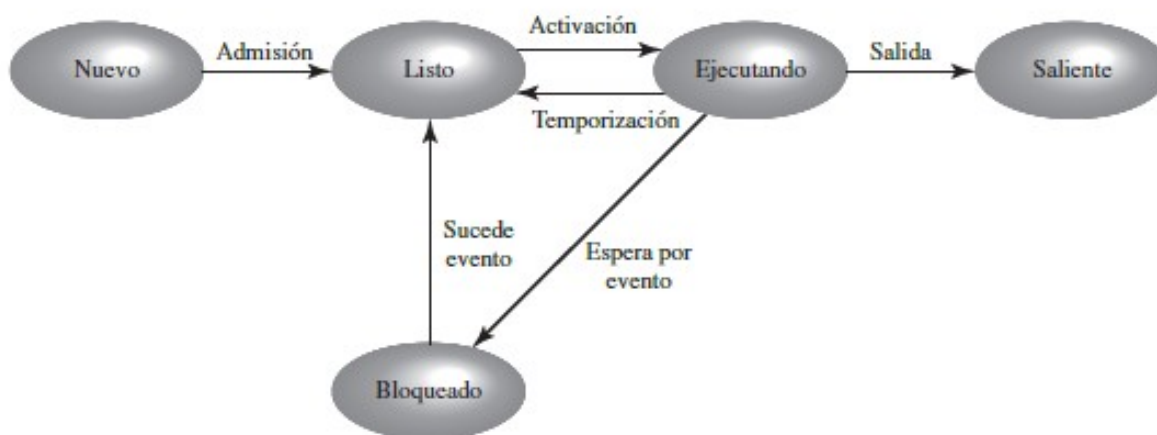 Activación
Nuevo
Admisión
Listo
Ejecutando
Salida
Saliente
Temporización
Sucede
evento
Espera por
evento
Bloqueado